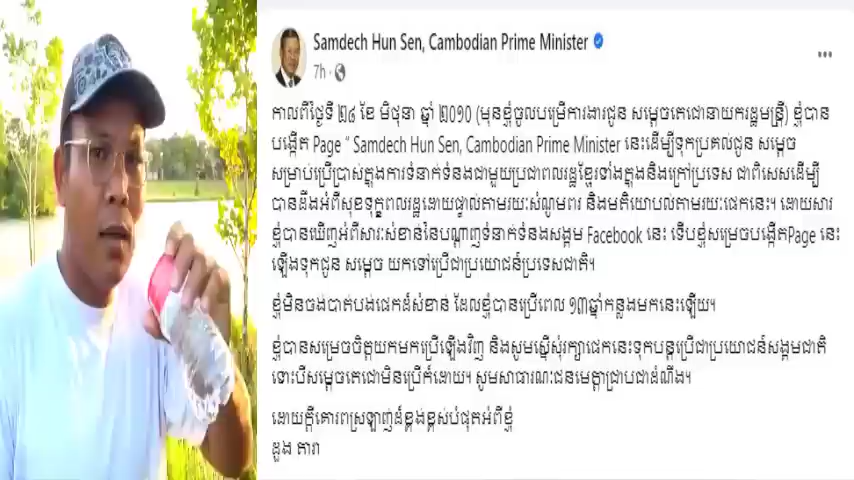 Samdech Hun Sen, Cambodian Prime Minister
7h
កាលពីថ្ងៃទី ២៤ ខែ មិថុនា ឆ្នាំ ២០១០ (មុនខ្ញុំចូលបម្រើការងារជូន សម្តេចតេជោនាយករដ្ឋមន្ត្រី) ខ្ញុំបាន
បង្កើត Page “ Samdech Hun Sen, Cambodian Prime Minister នេះដើម្បីទុកប្រគល់ជូន សម្តេច
សម្រាប់ប្រើប្រាស់ក្នុងការទំនាក់ទំនងជាមួយប្រជាពលរដ្ឋខ្មែរទាំងក្នុងនិងក្រៅប្រទេស ជាពិសេសដើម្បី
បានដឹងអំពីសុខទុក្ខពលរដ្ឋដោយផ្ទាល់តាមរយៈសំណូមពរ និងមតិយោបល់តាមរយៈផេកនេះ។ ដោយសារ
ខ្ញុំបានឃើញអំពីសារៈសំខាន់នៃបណ្តាញទំនាក់ទំនងសង្គម Facebook នេះ ទើបខ្ញុំសម្រេចបង្កើតPage នេះ
ឡើងទុកជូន សម្តេច យកទៅប្រើជាប្រយោជន៍ប្រទេសជាតិ។
ខ្ញុំមិនចង់បាត់បង់ផេកដ៏សំខាន់ ដែលខ្ញុំបានប្រើពេល ១៣ឆ្នាំកន្លងមកនេះឡើយ។
ខ្ញុំបានសម្រេចចិត្តយកមកប្រើឡើងវិញ និងសូមស្នើសុំរក្សាផេកនេះទុកបន្តប្រើជាប្រយោជន៍សង្គមជាតិ
ទោះបីសម្តេចតេជោមិនប្រើក៏ដោយ។ សូមសាធារណៈជនមេត្តាជ្រាបជាដំណឹង។
ដោយក្តីគោរពស្រឡាញ់ដ៏ខ្ពង់ខ្ពស់បំផុតអំពីខ្ញុំ
ដួង តារា